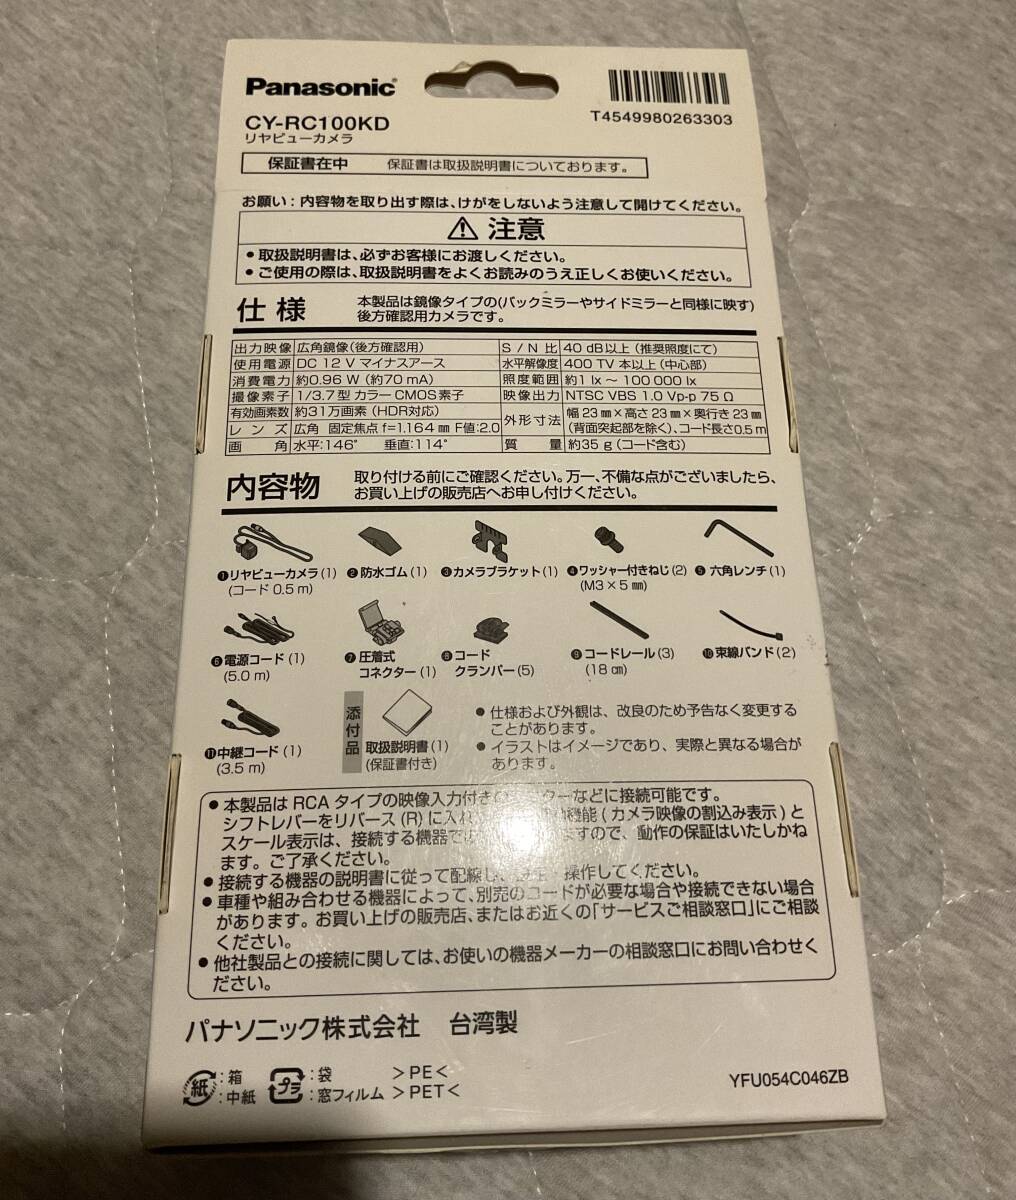 Panasonic
CY-RC100KD
リヤビューカメラ
T4549980263303
保証書在中 保証書は取扱説明書についております。
お願い：内容物を取り出す際は、けがをしないよう注意して開けてください。
注意
● 取扱説明書は、必ずお客様にお渡しください。
● ご使用の際は、取扱説明書をよくお読みのうえ正しくお使いください。
仕様 本製品は鏡像タイプの(バックミラーやサイドミラーと同様に映す)
後方確認用カメラです。
出力映像 広角鏡像(後方確認用) S/N比 40 dB以上(推奨照度にて)
使用電源 DC 12 V マイナスアース 水平解像度 400 TV 本以上(中心部)
消費電力 約0.96 W (約70 mA) 照度範囲 約1 lx ～ 100 000 lx
撮像素子 1/3.7型 カラーCMOS素子 映像出力 NTSC VBS 1.0 Vp-p 75 Ω
有効画素数 約31万画素 (HDR対応) 外形寸法 幅23㎜×高さ23㎜×奥行き23㎜
レンズ 広角 固定焦点 f=1.164㎜ F値:2.0 (背面突起部を除く)、コード長さ0.5m
画角 水平:146° 垂直:114° 質量 約35g(コード含む)
内容物 取り付ける前にご確認ください。万一、不備な点がございましたら、
お買い上げの販売店へお申し付けください。
❶リヤビューカメラ(1) ❷防水ゴム(1) ❸カメラブラケット(1) ❹ワッシャー付きねじ(2) ❺六角レンチ(1)
(コード 0.5 m) (M3×5㎜)
❻電源コード(1) ❼圧着式 ❽コード ❾コードレール(3) ❿束線バンド(2)
(5.0 m) コネクター(1) クランパー(5) (18㎝)
⓫中継コード(1) 添付品 取扱説明書(1)
(3.5 m) (保証書付き)
● 仕様および外観は、改良のため予告なく変更する
ことがあります。
● イラストはイメージであり、実際と異なる場合が
あります。
● 本製品はRCAタイプの映像入力付き などに接続可能です。
シフトレバーをリバース(R)に入れ 機能(カメラ映像の割込み表示)と
スケール表示は、接続する機器で ますので、動作の保証はいたしかね
ます。ご了承ください。
● 接続する機器の説明書に従って配線し、 操作してください。
● 車種や組み合わせる機器によって、別売のコードが必要な場合や接続できない場合
があります。お買い上げの販売店、またはお近くの「サービスご相談窓口」にご相談
ください。
● 他社製品との接続に関しては、お使いの機器メーカーの相談窓口にお問い合わせく
ださい。
パナソニック株式会社 台湾製
紙 :箱 プラ :袋 >PE<
:中紙 :窓フィルム >PET<
YFU054C046ZB